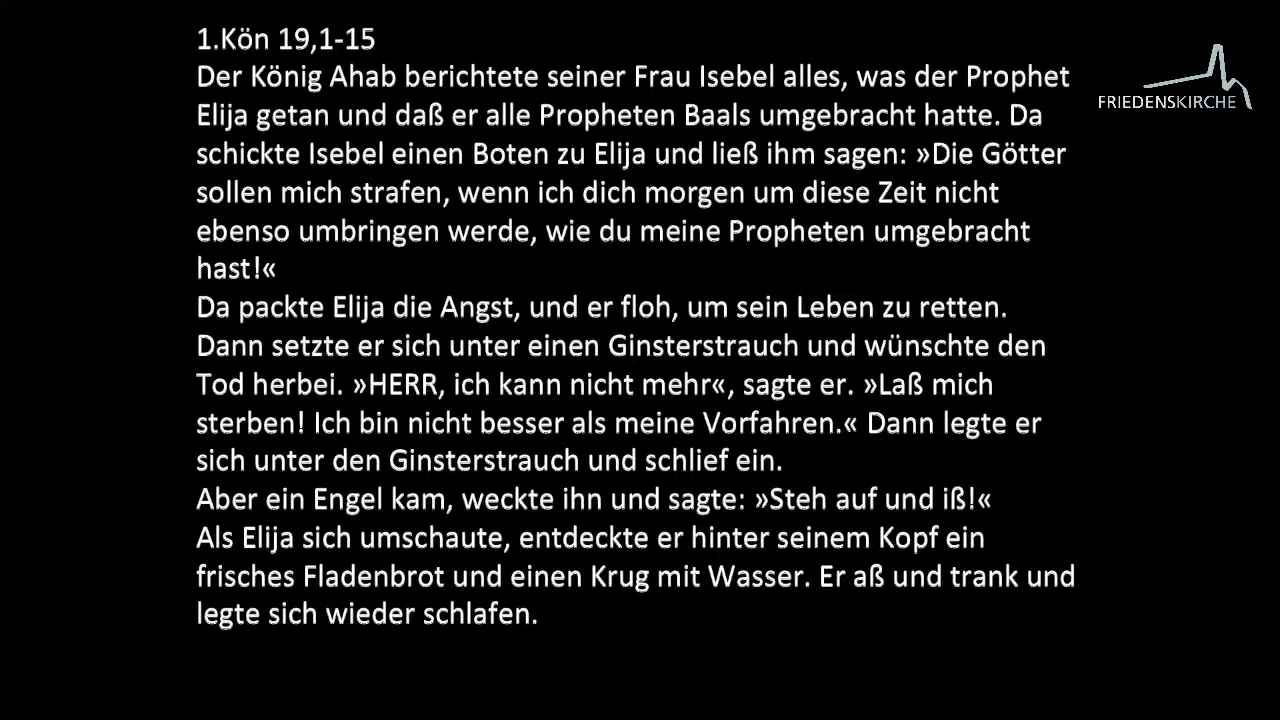 1.Kön 19,1-15
Der König Ahab berichtete seiner Frau Isebel alles, was der Prophet
Elija getan und daß er alle Propheten Baals umgebracht hatte. Da
schickte Isebel einen Boten zu Elija und ließ ihm sagen: »Die Götter
sollen mich strafen, wenn ich dich morgen um diese Zeit nicht
ebenso umbringen werde, wie du meine Propheten umgebracht
hast!«
Da packte Elija die Angst, und er floh, um sein Leben zu retten.
Dann setzte er sich unter einen Ginsterstrauch und wünschte den
Tod herbei. »HERR, ich kann nicht mehr«, sagte er. »Laß mich
sterben! Ich bin nicht besser als meine Vorfahren.« Dann legte er
sich unter den Ginsterstrauch und schlief ein.
Aber ein Engel kam, weckte ihn und sagte: »Steh auf und iß!«
Als Elija sich umschaute, entdeckte er hinter seinem Kopf ein
frisches Fladenbrot und einen Krug mit Wasser. Er aß und trank und
legte sich wieder schlafen.
FRIEDENSKIRCHE